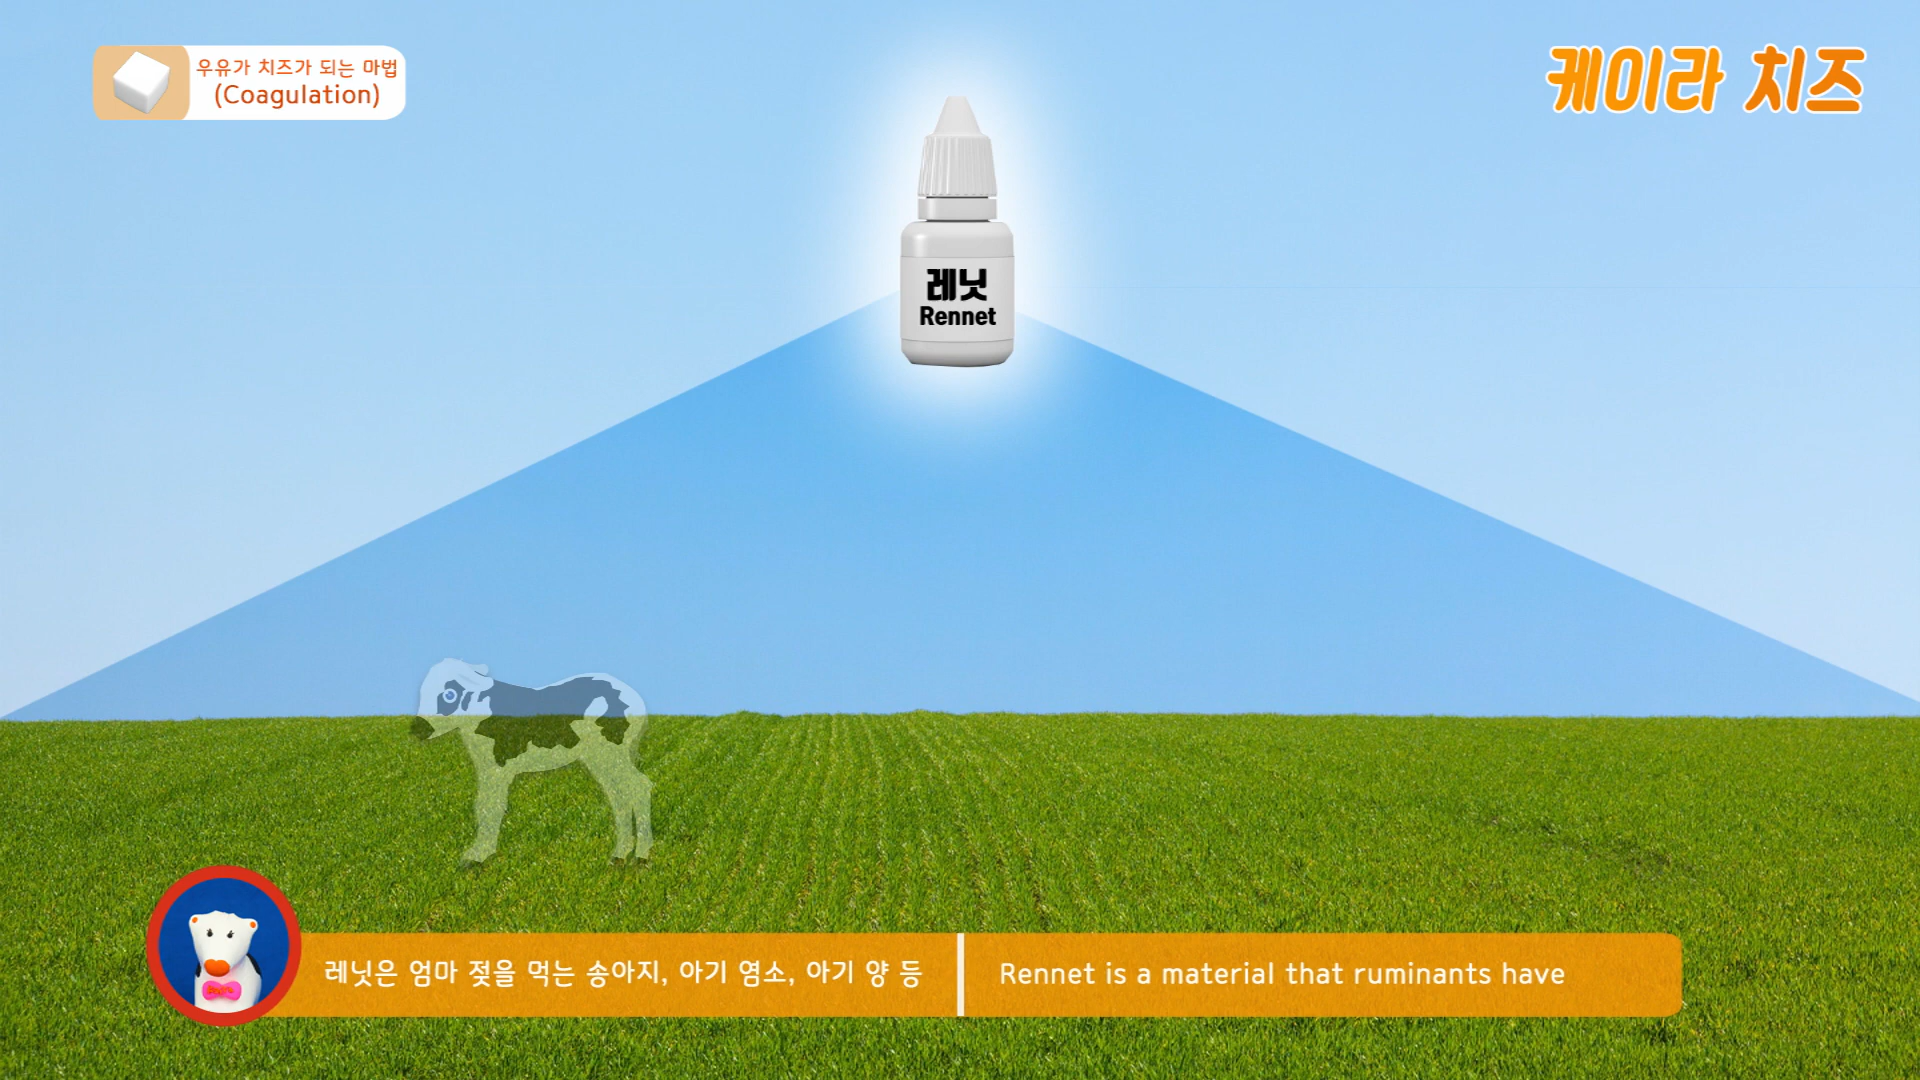 우유가 치즈가 되는 마법
(Coagulation)
케이라 치즈
레닛
Rennet
레닛은 엄마 젖을 먹는 송아지, 아기 염소, 아기 양 등
Rennet is a material that ruminants have